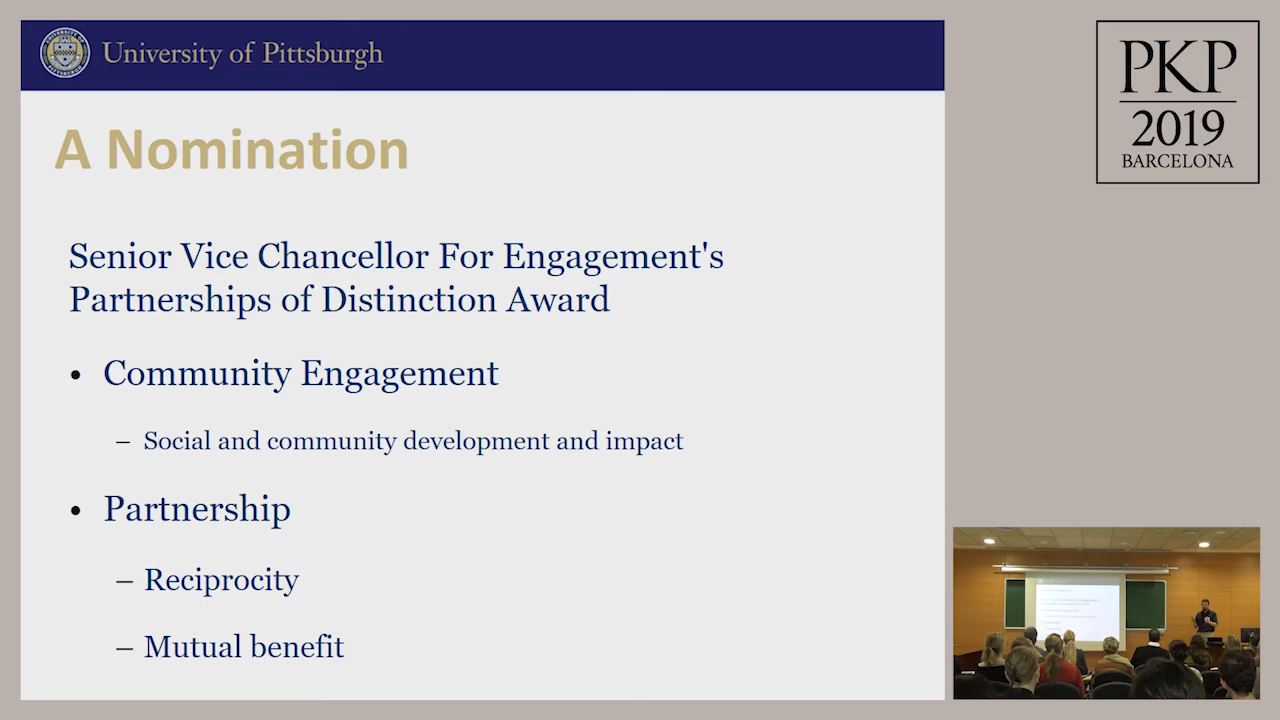 University of Pittsburgh
A Nomination
Senior Vice Chancellor For Engagement's
Partnerships of Distinction Award
• Community Engagement
– Social and community development and impact
• Partnership
– Reciprocity
– Mutual benefit
PKP
2019
BARCELONA